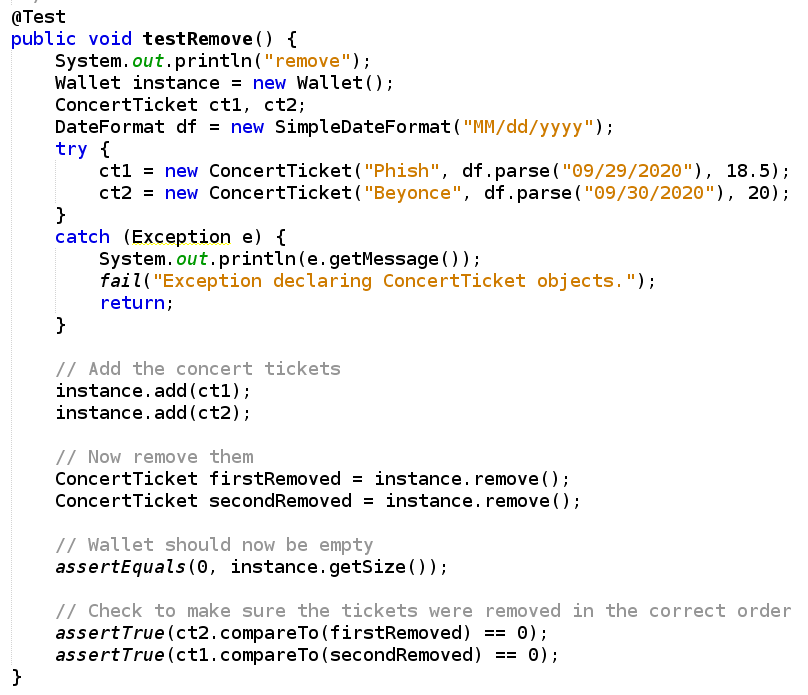 @Test
public void testRemove() {
    System.out.println("remove");
    Wallet instance = new Wallet();
    ConcertTicket ct1, ct2;
    DateFormat df = new SimpleDateFormat("MM/dd/yyyy");
    try {
        ct1 = new ConcertTicket("Phish", df.parse("09/29/2020"), 18.5);
        ct2 = new ConcertTicket("Beyonce", df.parse("09/30/2020"), 20);
    }
    catch (Exception e) {
        System.out.println(e.getMessage());
        fail("Exception declaring ConcertTicket objects.");
        return;
    }

    // Add the concert tickets
    instance.add(ct1);
    instance.add(ct2);

    // Now remove them
    ConcertTicket firstRemoved = instance.remove();
    ConcertTicket secondRemoved = instance.remove();

    // Wallet should now be empty
    assertEquals(0, instance.getSize());

    // Check to make sure the tickets were removed in the correct order
    assertTrue(ct2.compareTo(firstRemoved) == 0);
    assertTrue(ct1.compareTo(secondRemoved) == 0);
}